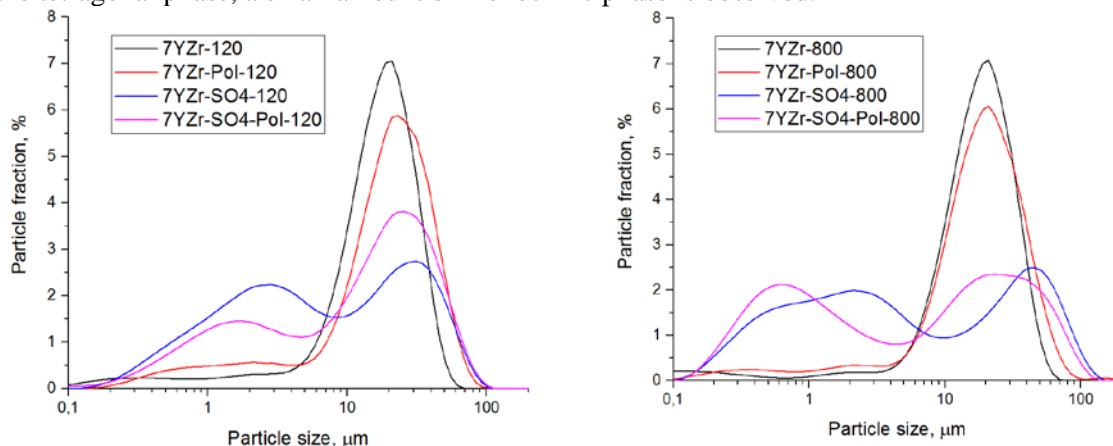 8
7
6
5
4
3
2
1
0
Particle fraction, %
7YZr-120
7YZr-Pol-120
7YZr-SO4-120
7YZr-SO4-Pol-120
0,1
1
10
100
Particle size, μm
8
7
6
5
4
3
2
1
0
Particle fraction, %
7YZr-800
7YZr-Pol-800
7YZr-SO4-800
7YZr-SO4-Pol-800
0,1
1
10
100
Particle size, μm